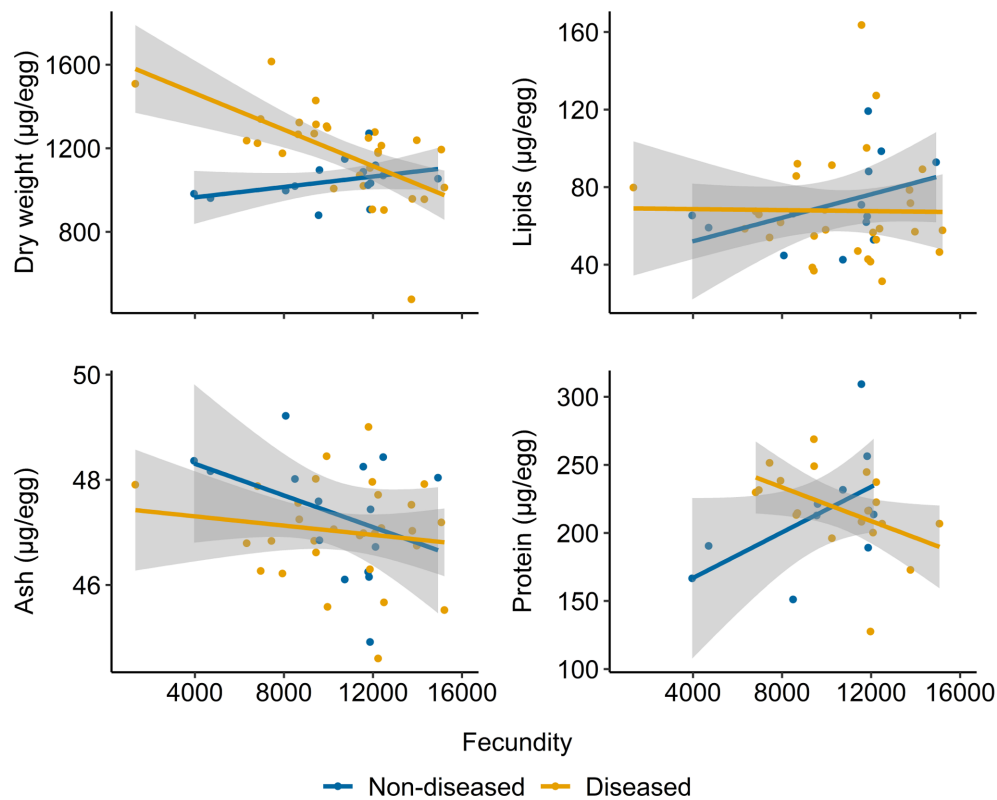 Dry weight (µg/egg)
1600
1200
800
Lipids (µg/egg)
160
120
80
40
Ash (µg/egg)
50
48
46
4000 8000 12000 16000
Protein (µg/egg)
300
250
200
150
100
4000 8000 12000 16000
Fecundity
Non-diseased Diseased